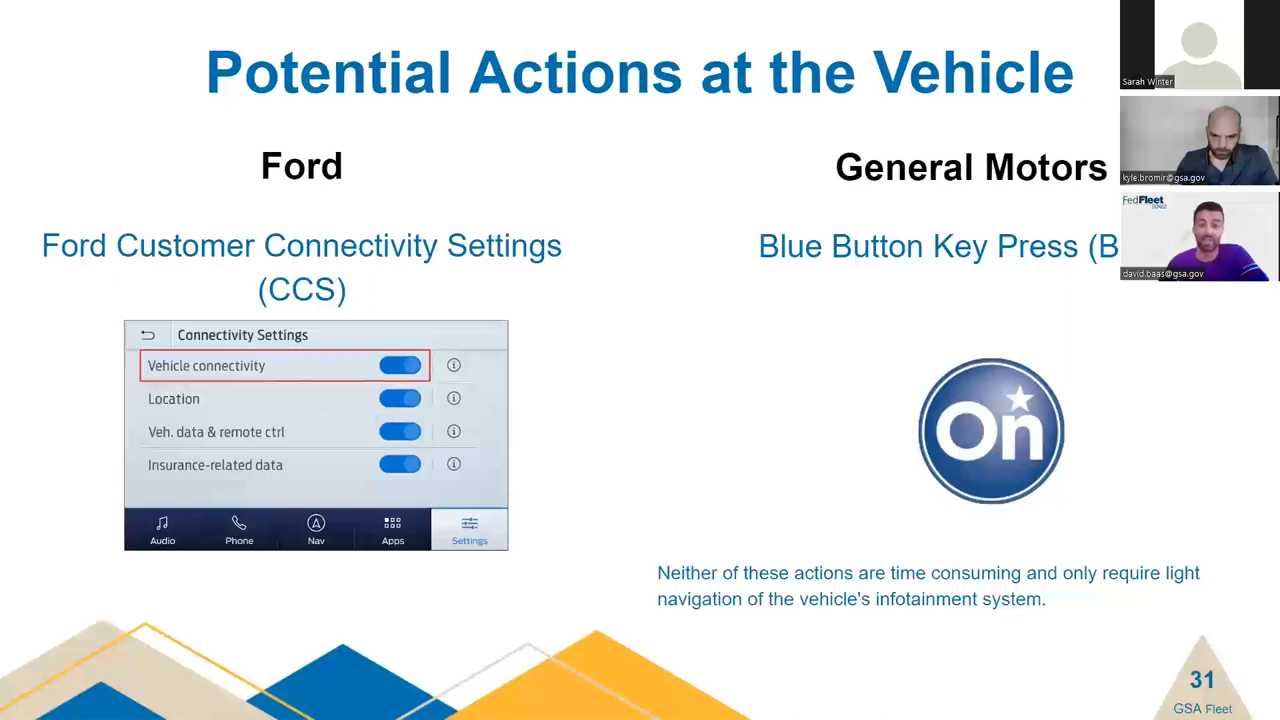 Potential Actions at the Vehicle
Sarah Winter
Ford
General Motors
kyle.bromir@gsa.gov
FedFleet
Ford Customer Connectivity Settings
(CCS)
Blue Button Key Press (B
david.baas@gsa.gov
Connectivity Settings
Vehicle connectivity
Location
Veh. data & remote ctrl
Insurance-related data
Audio
Phone
Nav
Apps
Settings
On
Neither of these actions are time consuming and only require light
navigation of the vehicle's infotainment system.
31
GSA Fleet